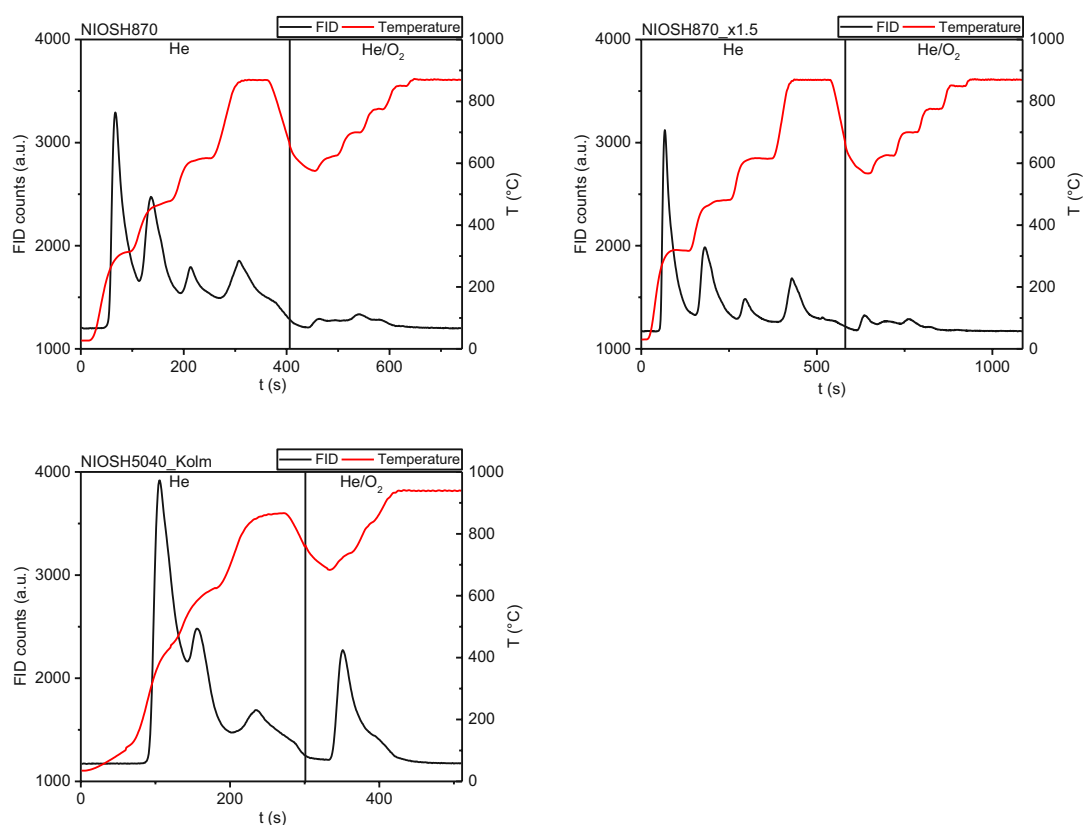 NIOSH870
FID Temperature
He He/O₂
4000
3000
2000
1000
FID counts (a.u.)
1000
800
600
400
200
0
T (°C)
0 200 400 600
t (s)
NIOSH870_x1.5
FID Temperature
He He/O₂
4000
3000
2000
1000
FID counts (a.u.)
1000
800
600
400
200
0
T (°C)
0 500 1000
t (s)
NIOSH5040_Kolm
FID Temperature
He He/O₂
4000
3000
2000
1000
FID counts (a.u.)
1000
800
600
400
200
0
T (°C)
0 200 400
t (s)